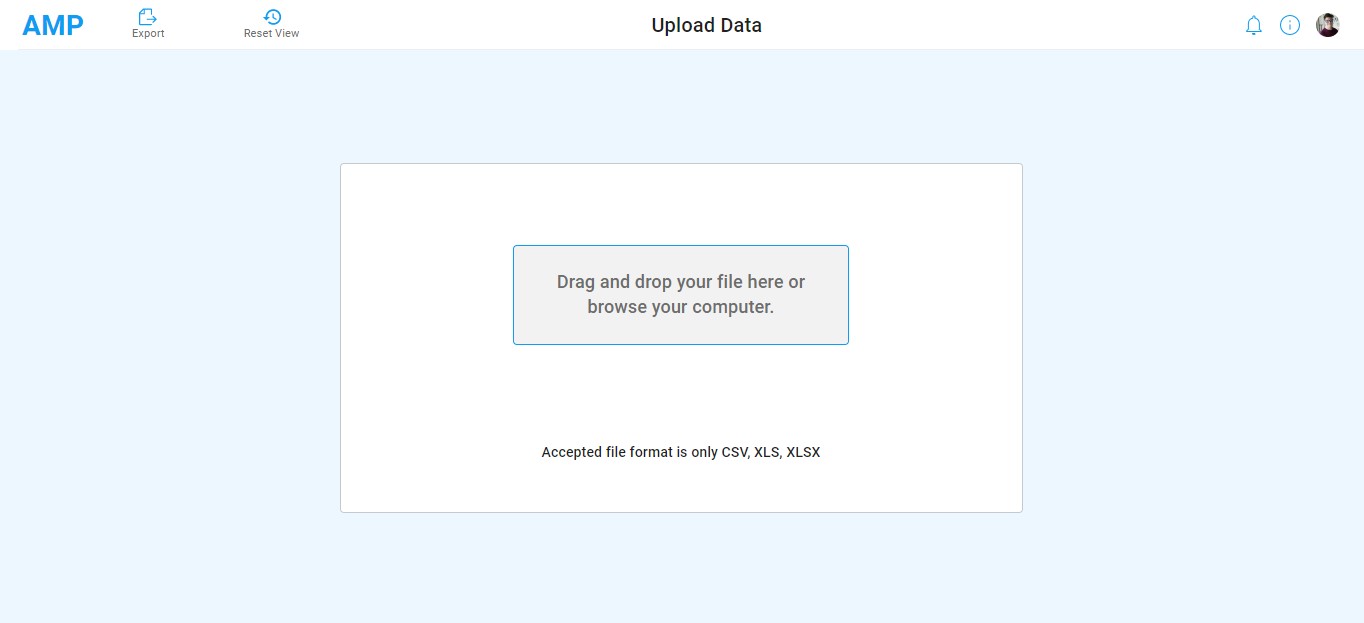 AMP
Export
Reset View
Upload Data
Drag and drop your file here or
browse your computer.
Accepted file format is only CSV, XLS, XLSX